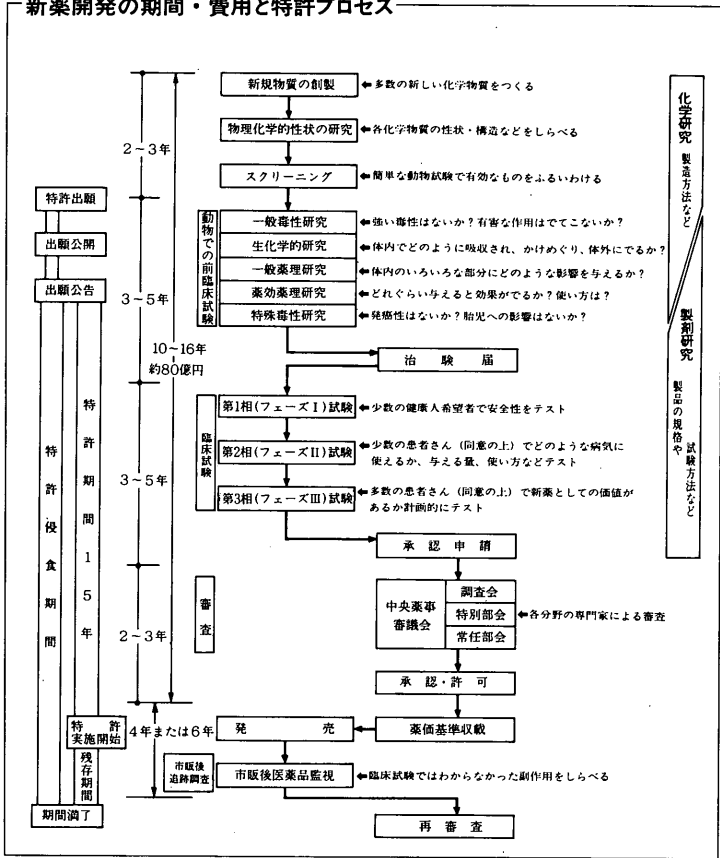 新薬開発の期間・費用と特許プロセス
新規物質の創製
←多数の新しい化学物質をつくる
物理化学的性状の研究
←各化学物質の性状・構造などをしらべる
スクリーニング
←簡単な動物試験で有効なものをふるいわける
2～3年
特許出願
出願公開
出願公告
動物での前臨床試験
一般毒性研究
←強い毒性はないか？有害な作用はでてこないか？
生化学的研究
←体内でどのように吸収され、かけめぐり、体外にでるか？
一般薬理研究
←体内のいろいろな部分にどのような影響を与えるか？
薬効薬理研究
←どれぐらい与えると効果がでるか？使い方は？
特殊毒性研究
←発癌性はないか？胎児への影響はないか？
3～5年
10～16年
約80億円
治験届
臨床試験
第1相(フェーズⅠ)試験
←少数の健康人希望者で安全性をテスト
第2相(フェーズⅡ)試験
←少数の患者さん（同意の上）でどのような病気に
使えるか、与える量、使い方などテスト
第3相(フェーズⅢ)試験
←多数の患者さん（同意の上）で新薬としての価値が
あるか計画的にテスト
3～5年
特許侵食期間
特許期間15年
承認申請
審査
2～3年
中央薬事
審議会
調査会
特別部会
常任部会
←各分野の専門家による審査
承認・許可
薬価基準収載
発売
4年または6年
特許
実施開始
残存期間
市販後
追跡調査
市販後医薬品監視
←臨床試験ではわからなかった副作用をしらべる
期間満了
再審査
化学研究
製造方法など
製剤研究
製品の規格や
試験方法など